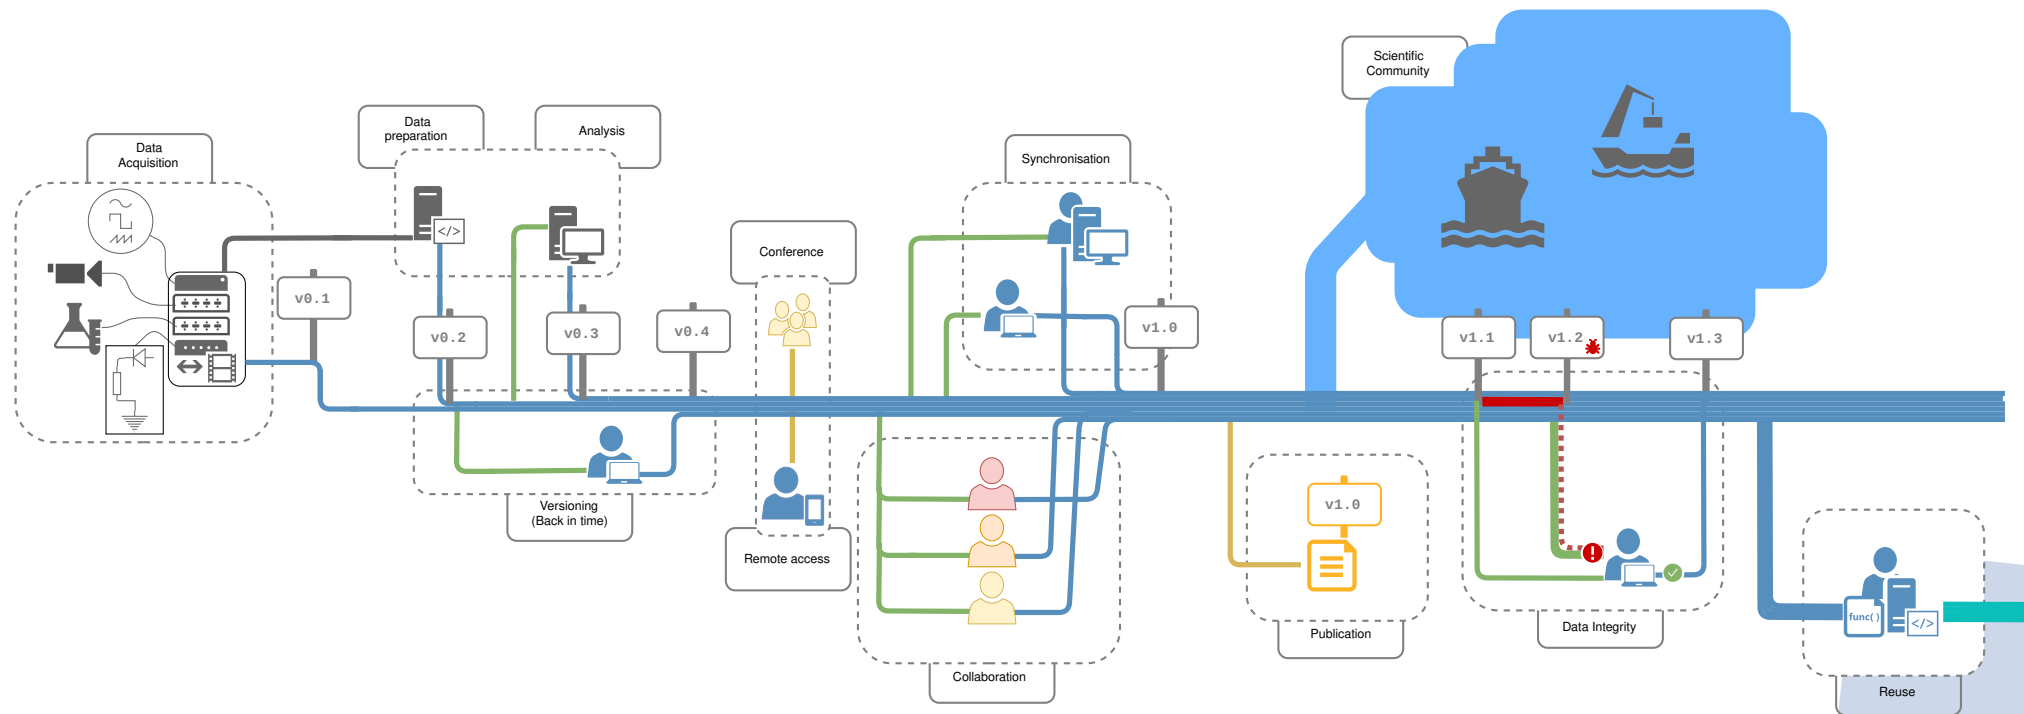 Data
Acquisition
v0.1
Data
preparation
Analysis
</>
v0.2
v0.3
v0.4
Versioning
(Back in time)
Conference
Remote access
Synchronisation
v1.0
Collaboration
Scientific
Community
v1.1
v1.2
v1.3
v1.0
Publication
!
Data Integrity
func()
</>
Reuse